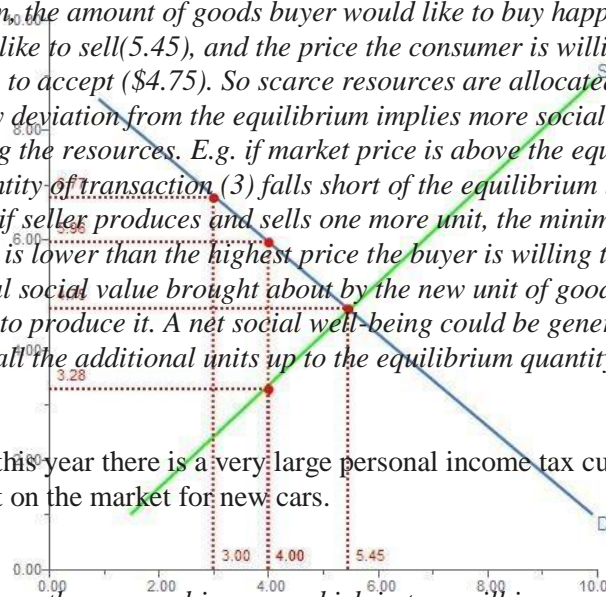 , the amount of goods buyer would like to buy happ
like to sell(5.45), and the price the consumer is willi
to accept ($4.75). So scarce resources are allocated
deviation from the equilibrium implies more social
g the resources. E.g. if market price is above the equ
ntity of transaction (3) falls short of the equilibrium
if seller produces and sells one more unit, the minim
is lower than the highest price the buyer is willing t
l social value brought about by the new unit of good
to produce it. A net social well-being could be gener
all the additional units up to the equilibrium quantity
this year there is a very large personal income tax cu
t on the market for new cars.
8.00
6.00
3.28
3.00 4.00 5.45
D
0.00
0.00 2.00 4.00 6.00 8.00 10.0